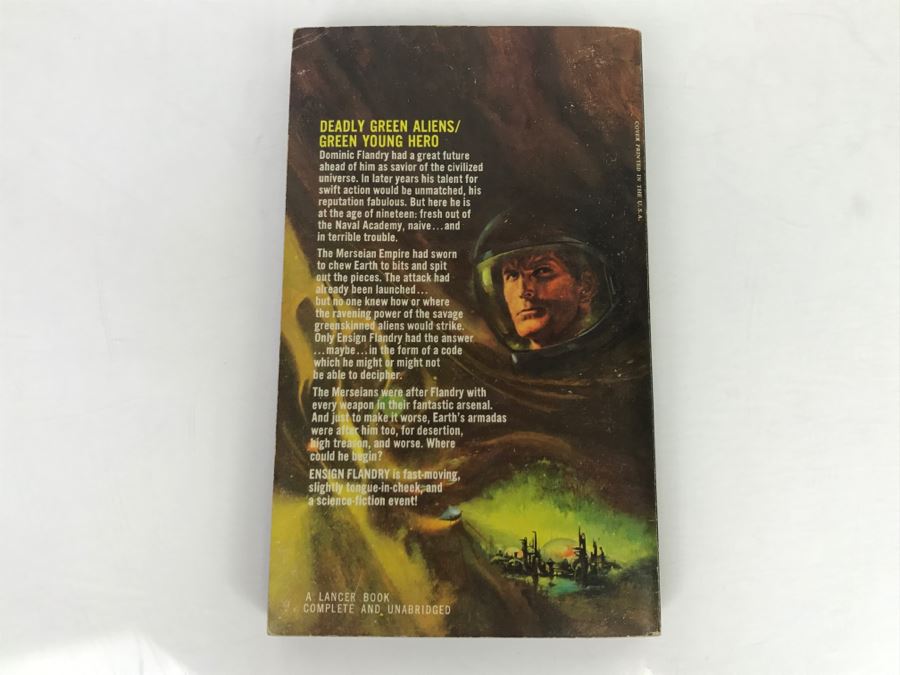 DEADLY GREEN ALIENS/
GREEN YOUNG HERO
Dominic Flandry had a great future
ahead of him as savior of the civilized
universe. In later years his talent for
swift action would be unmatched, his
reputation fabulous. But here he is
at the age of nineteen: fresh out of
the Naval Academy, naive...and
in terrible trouble.
The Merseian Empire had sworn
to chew Earth to bits and spit
out the pieces. The attack had
already been launched...
but no one knew how or where
the ravening power of the savage
greenskinned aliens would strike.
Only Ensign Flandry had the answer
...maybe...in the form of a code
which he might or might not
be able to decipher.
The Merseians were after Flandry with
every weapon in their fantastic arsenal.
And just to make it worse, Earth's armadas
were after him too, for desertion,
high treason, and worse. Where
could he begin?
ENSIGN FLANDRY is fast-moving,
slightly tongue-in-cheek, and
a science-fiction event!
A LANCER BOOK
COMPLETE AND UNABRIDGED
COVER PRINTED IN THE U.S.A.